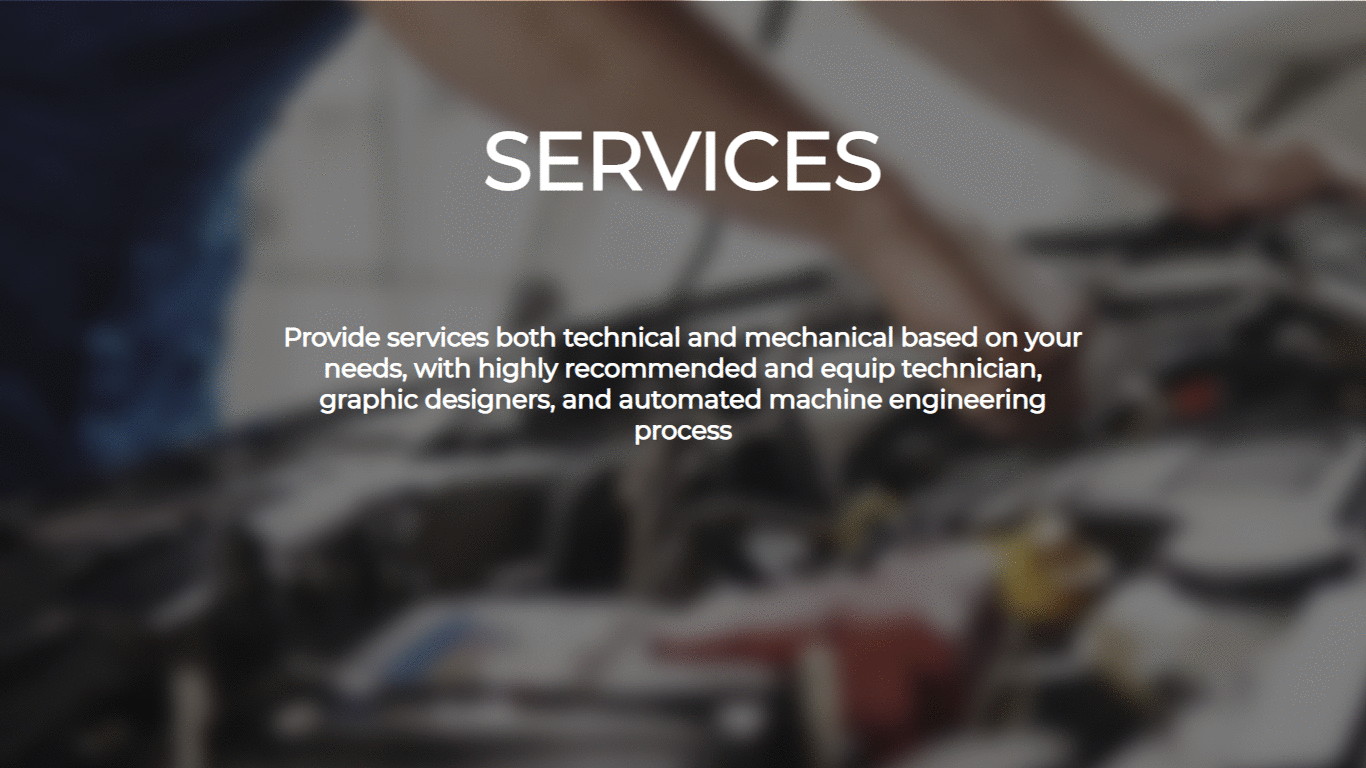 SERVICES
Provide services both technical and mechanical based on your
needs, with highly recommended and equip technician,
graphic designers, and automated machine engineering
process